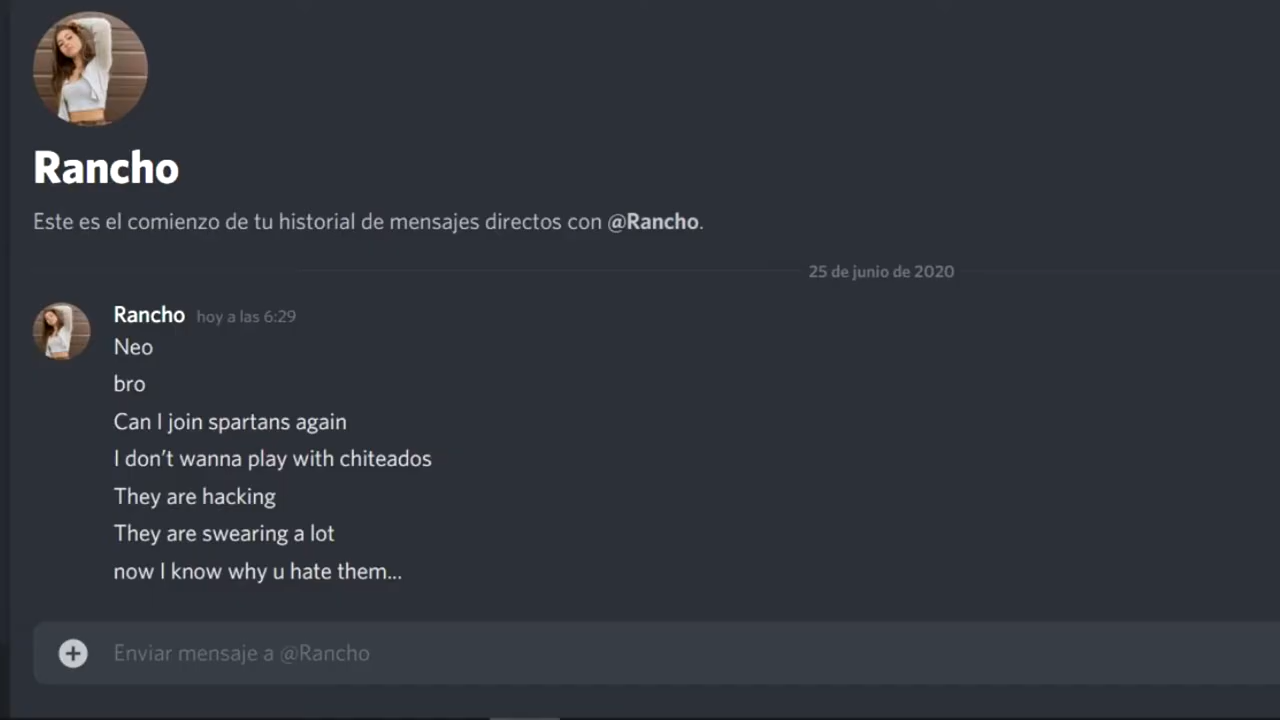 Rancho
Este es el comienzo de tu historial de mensajes directos con @Rancho.
25 de junio de 2020
Rancho hoy a las 6:29
Neo
bro
Can I join spartans again
I don't wanna play with chiteados
They are hacking
They are swearing a lot
now I know why u hate them...
Enviar mensaje a @Rancho